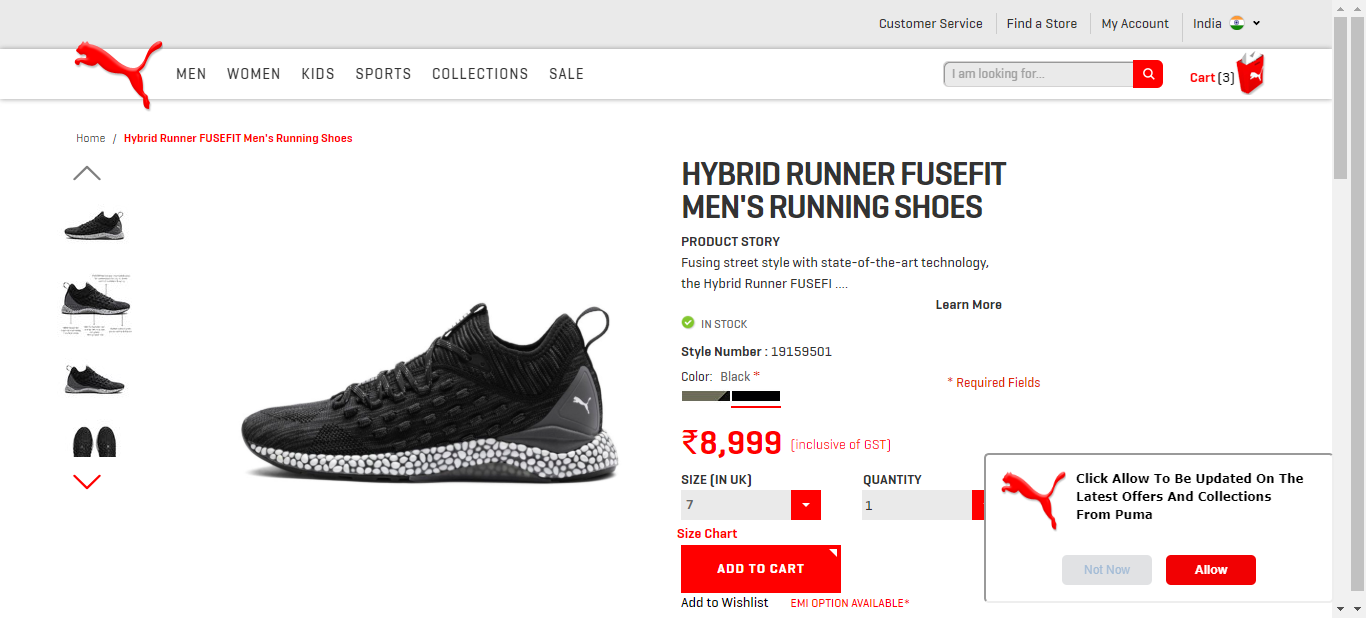 Customer Service
Find a Store
My Account
India
MEN WOMEN KIDS SPORTS COLLECTIONS SALE
I am looking for...
Cart [3]
Home / Hybrid Runner FUSEFIT Men's Running Shoes
HYBRID RUNNER FUSEFIT
MEN'S RUNNING SHOES
PRODUCT STORY
Fusing street style with state-of-the-art technology,
the Hybrid Runner FUSEFI ....
Learn More
IN STOCK
Style Number : 19159501
Color: Black *
* Required Fields
₹8,999 [inclusive of GST]
SIZE [IN UK]
QUANTITY
7
1
Size Chart
ADD TO CART
Add to Wishlist
EMI OPTION AVAILABLE*
Click Allow To Be Updated On The
Latest Offers And Collections
From Puma
Not Now
Allow